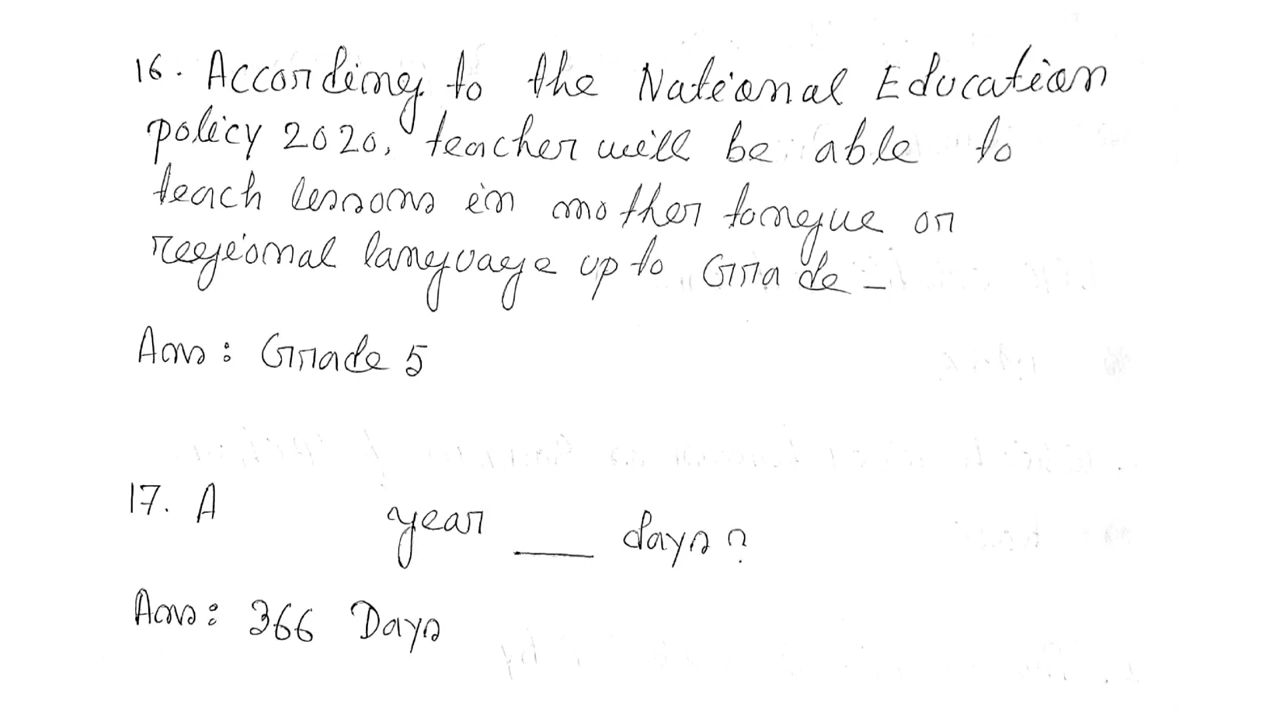 16. According to the National Education
policy 2020, teacher will be able to
teach lessons in mother tongue or
regional language up to Grade -
Ans: Grade 5
17. A year ___ days?
Ans: 366 Days